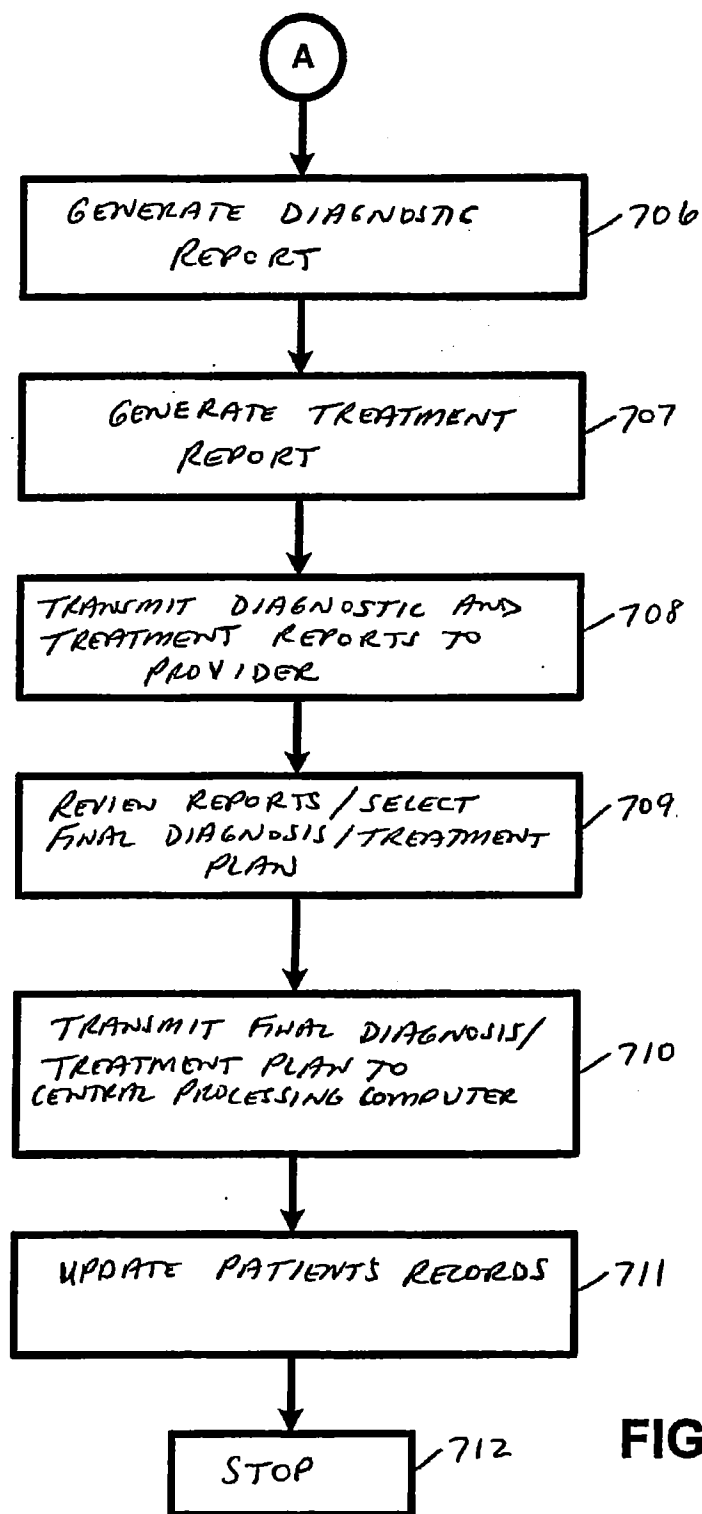 A
GENERATE DIAGNOSTIC
REPORT
706
GENERATE TREATMENT
REPORT
707
TRANSMIT DIAGNOSTIC AND
TREATMENT REPORTS TO
PROVIDER
708
REVIEW REPORTS/SELECT
FINAL DIAGNOSIS/TREATMENT
PLAN
709
TRANSMIT FINAL DIAGNOSIS/
TREATMENT PLAN TO
CENTRAL PROCESSING COMPUTER
710
UPDATE PATIENTS RECORDS
711
STOP
712
FIG